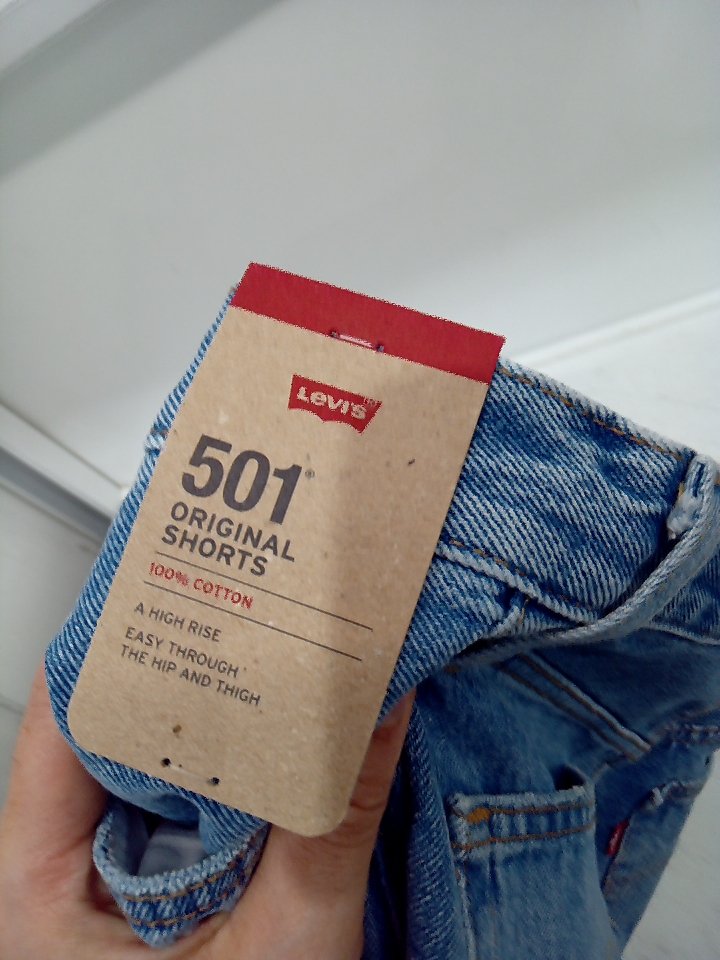 Levi's®
501®
ORIGINAL
SHORTS
100% COTTON
A HIGH RISE
EASY THROUGH
THE HIP AND THIGH